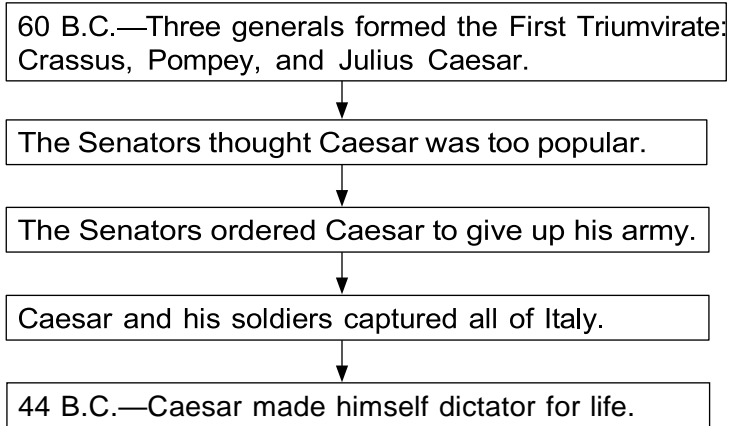 60 B.C.—Three generals formed the First Triumvirate:
Crassus, Pompey, and Julius Caesar.
The Senators thought Caesar was too popular.
The Senators ordered Caesar to give up his army.
Caesar and his soldiers captured all of Italy.
44 B.C.—Caesar made himself dictator for life.